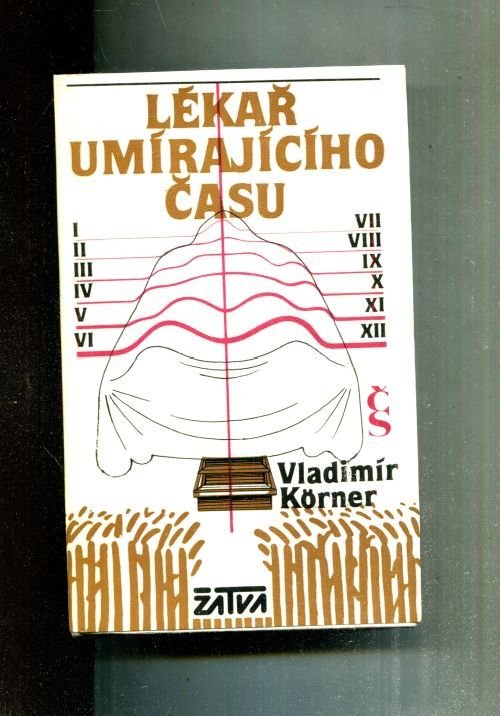 LÉKAŘ
UMÍRAJÍCÍHO
ČASU
I
II
III
IV
V
VI
VII
VIII
IX
X
XI
XII
ČS
Vladimír
Körner
ŽATVA